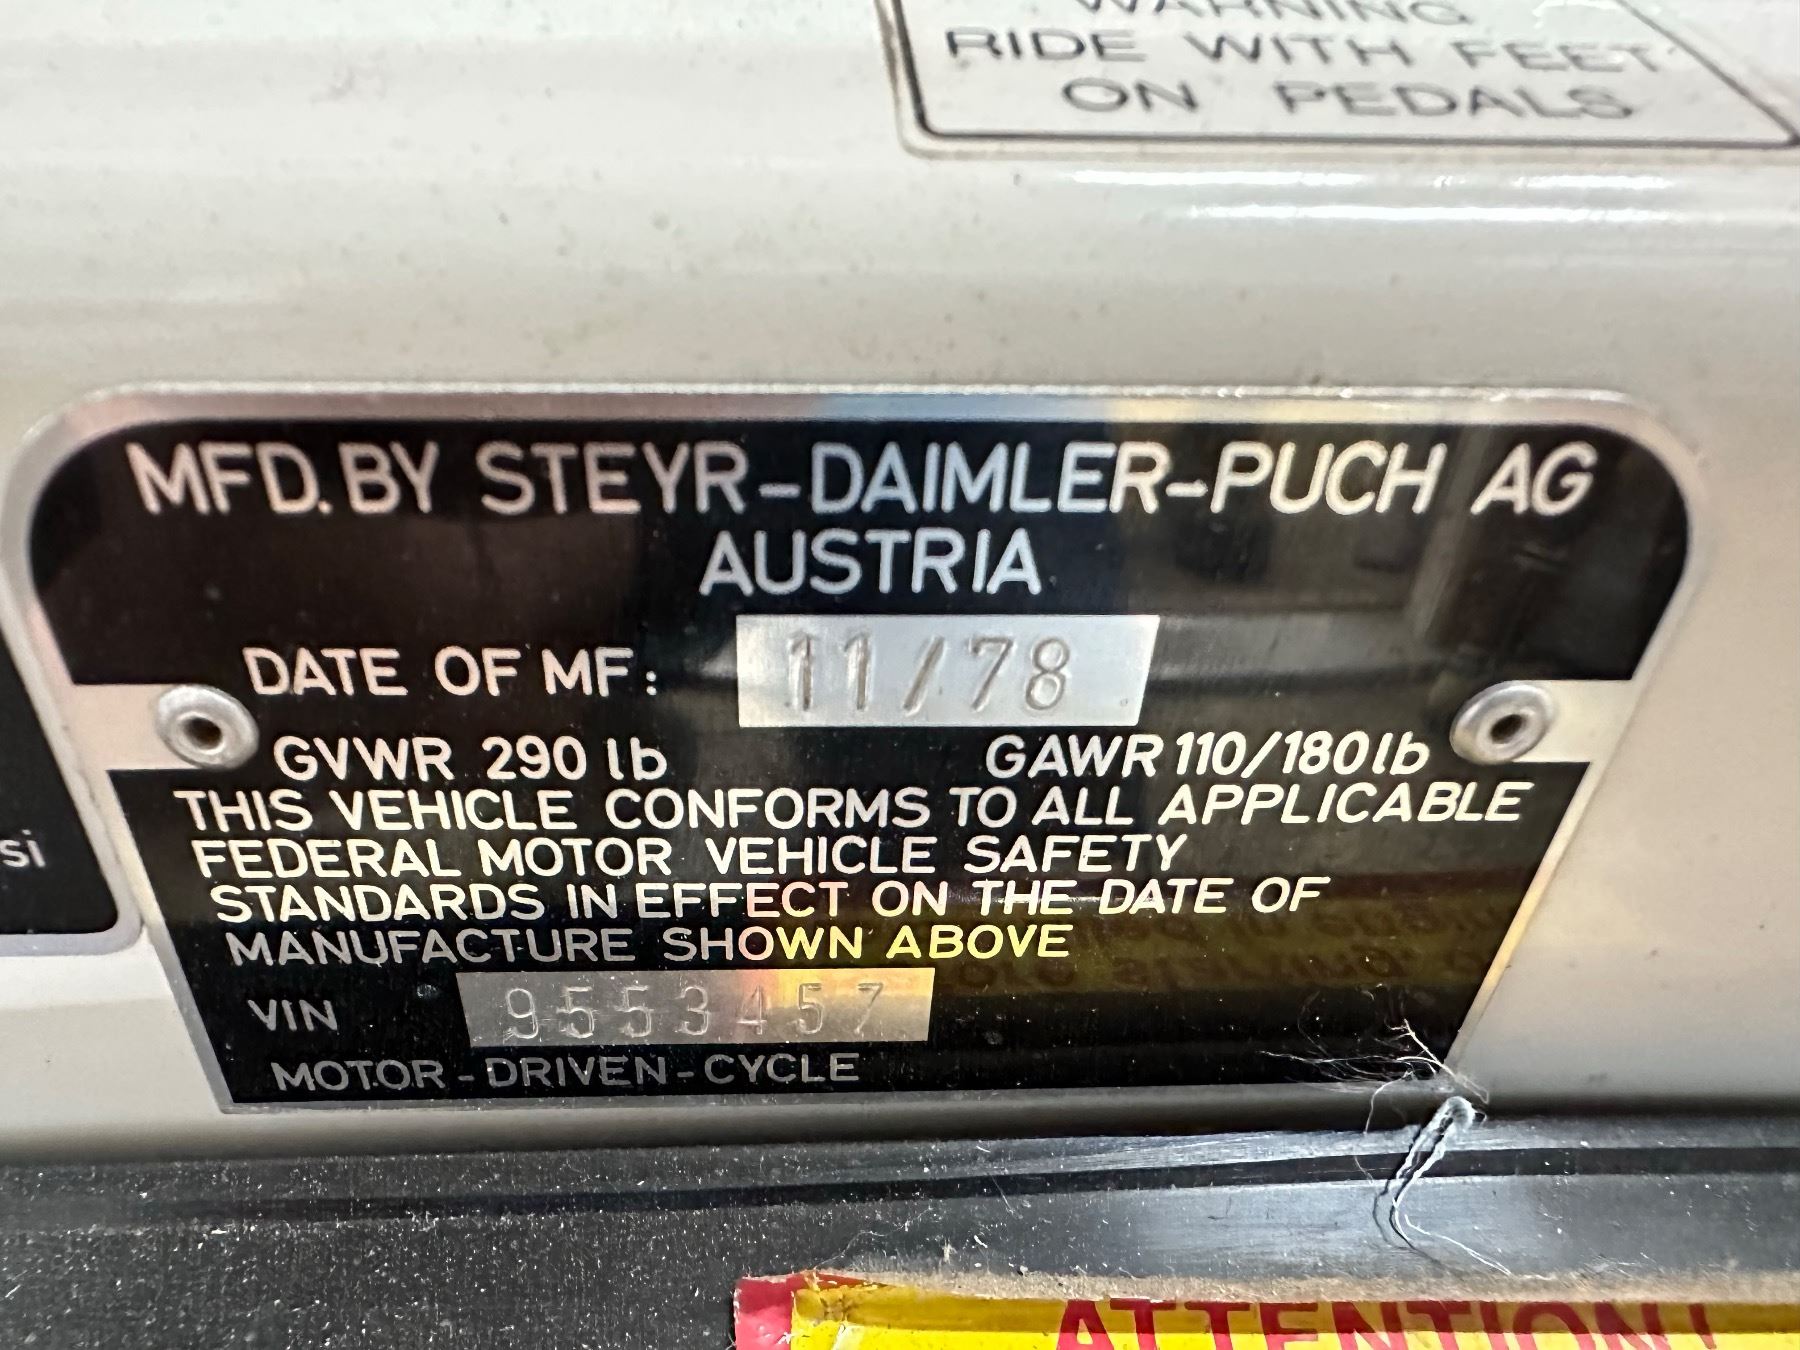 WARNING
RIDE WITH FEET
ON PEDALS
MFD. BY STEYR-DAIMLER-PUCH AG
AUSTRIA
DATE OF MF: 11/78
GVWR 290 lb GAWR 110/180 lb
THIS VEHICLE CONFORMS TO ALL APPLICABLE
FEDERAL MOTOR VEHICLE SAFETY
STANDARDS IN EFFECT ON THE DATE OF
MANUFACTURE SHOWN ABOVE
VIN 9553457
MOTOR-DRIVEN-CYCLE
si
ATTENTION!